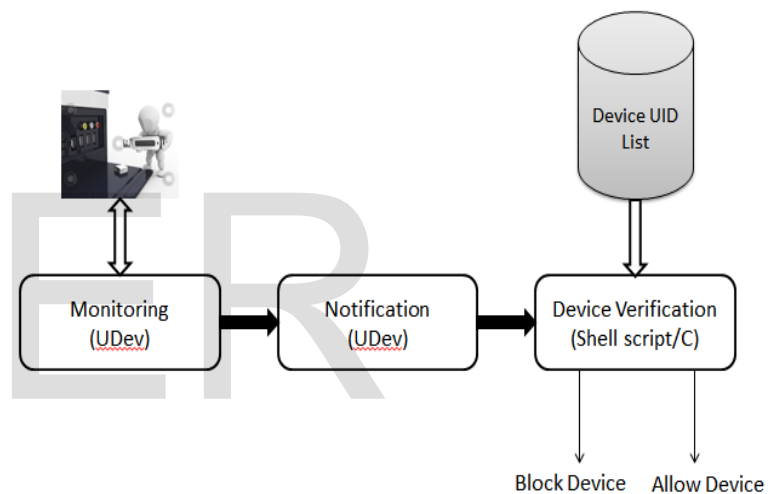 Device UID
List
Monitoring
(UDev)
Notification
(UDev)
Device Verification
(Shell script/C)
Block Device
Allow Device
ER